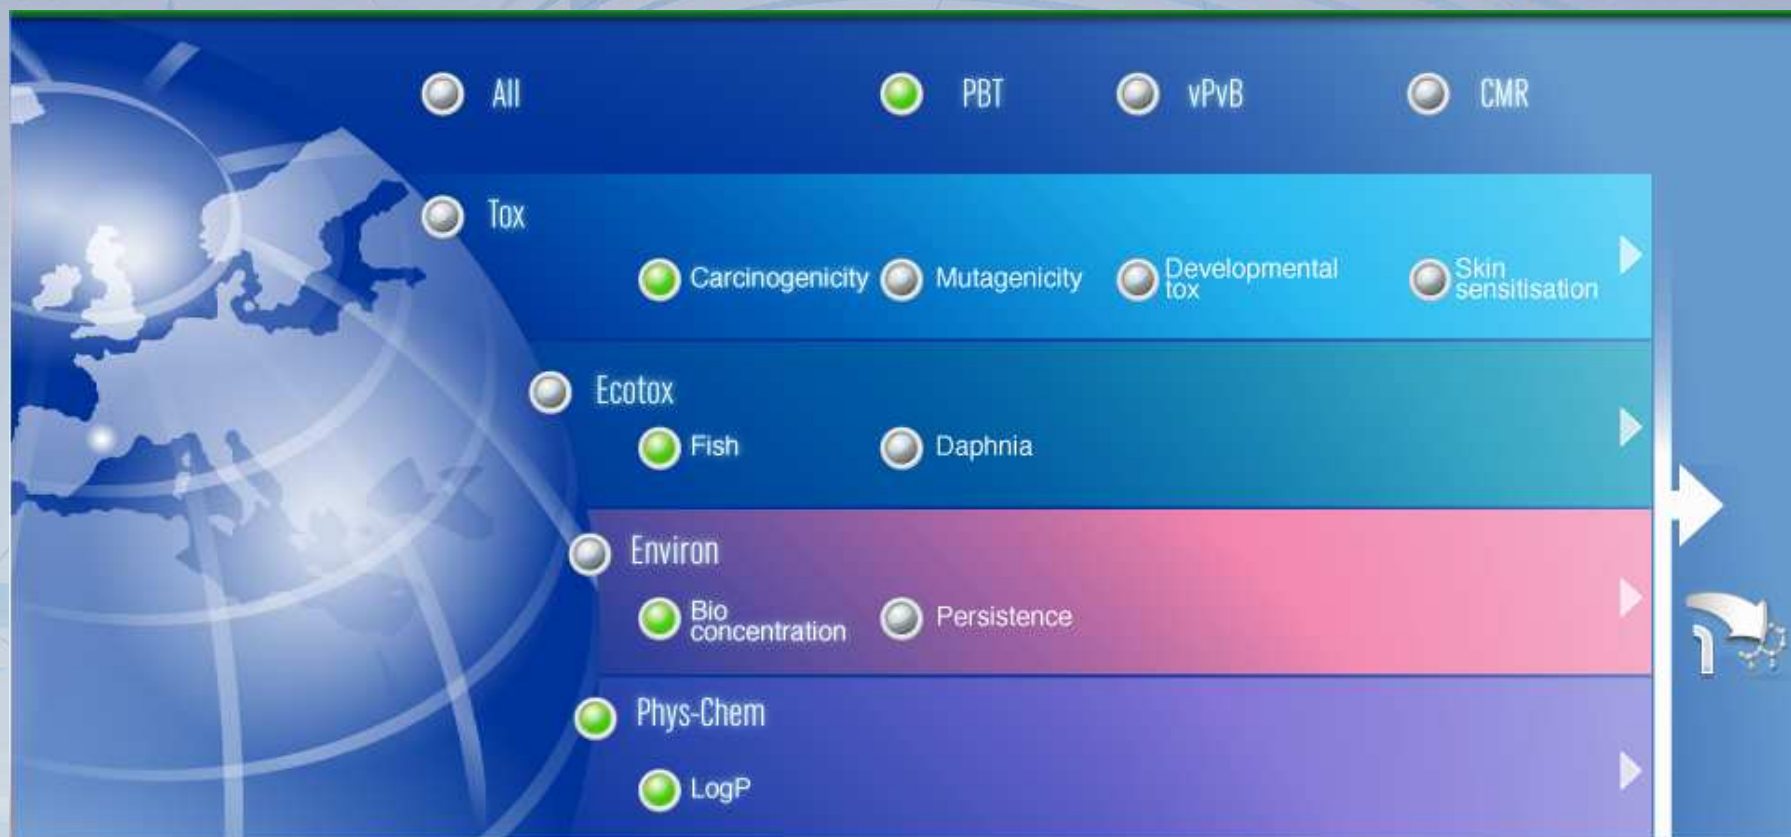 All PBT vPvB CMR
Tox
Carcinogenicity Mutagenicity Developmental tox Skin sensitisation
Ecotox
Fish Daphnia
Environ
Bio concentration Persistence
Phys-Chem
LogP